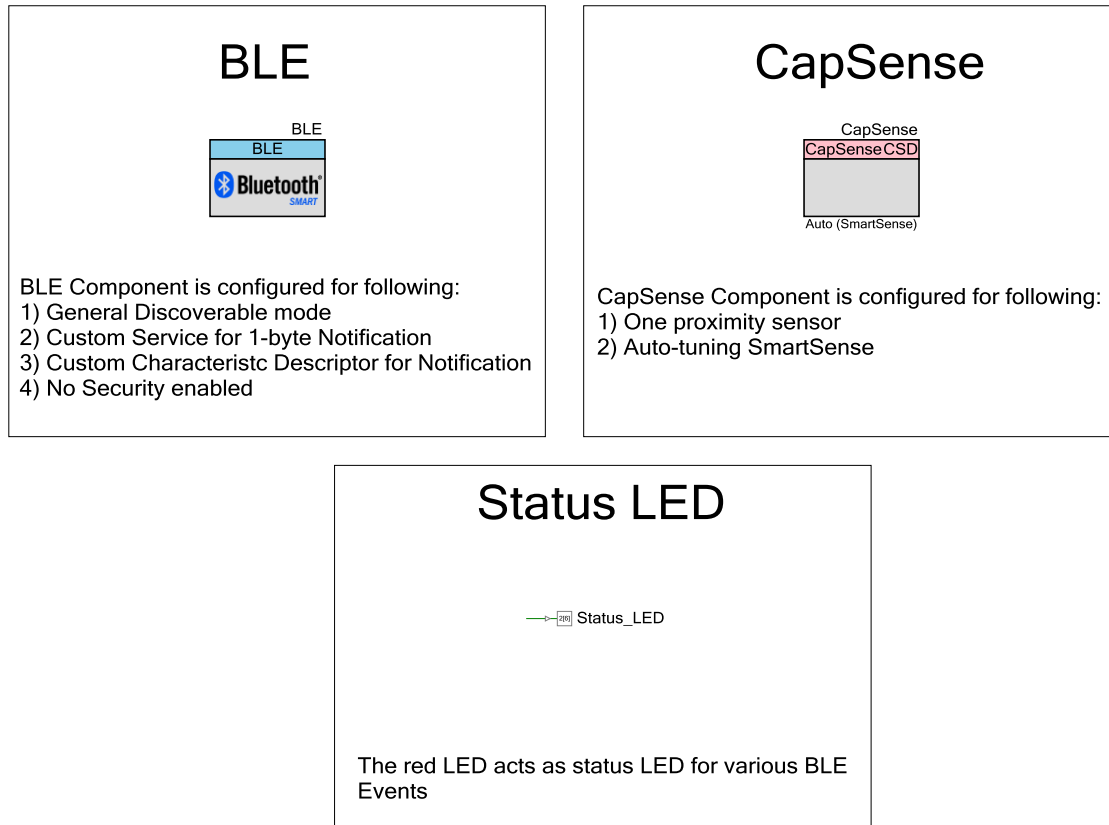 BLE
BLE
BLE
Bluetooth®
SMART
BLE Component is configured for following:
1) General Discoverable mode
2) Custom Service for 1-byte Notification
3) Custom Characteristc Descriptor for Notification
4) No Security enabled
CapSense
CapSense
CapSense CSD
Auto (SmartSense)
CapSense Component is configured for following:
1) One proximity sensor
2) Auto-tuning SmartSense
Status LED
2[6] Status_LED
The red LED acts as status LED for various BLE
Events